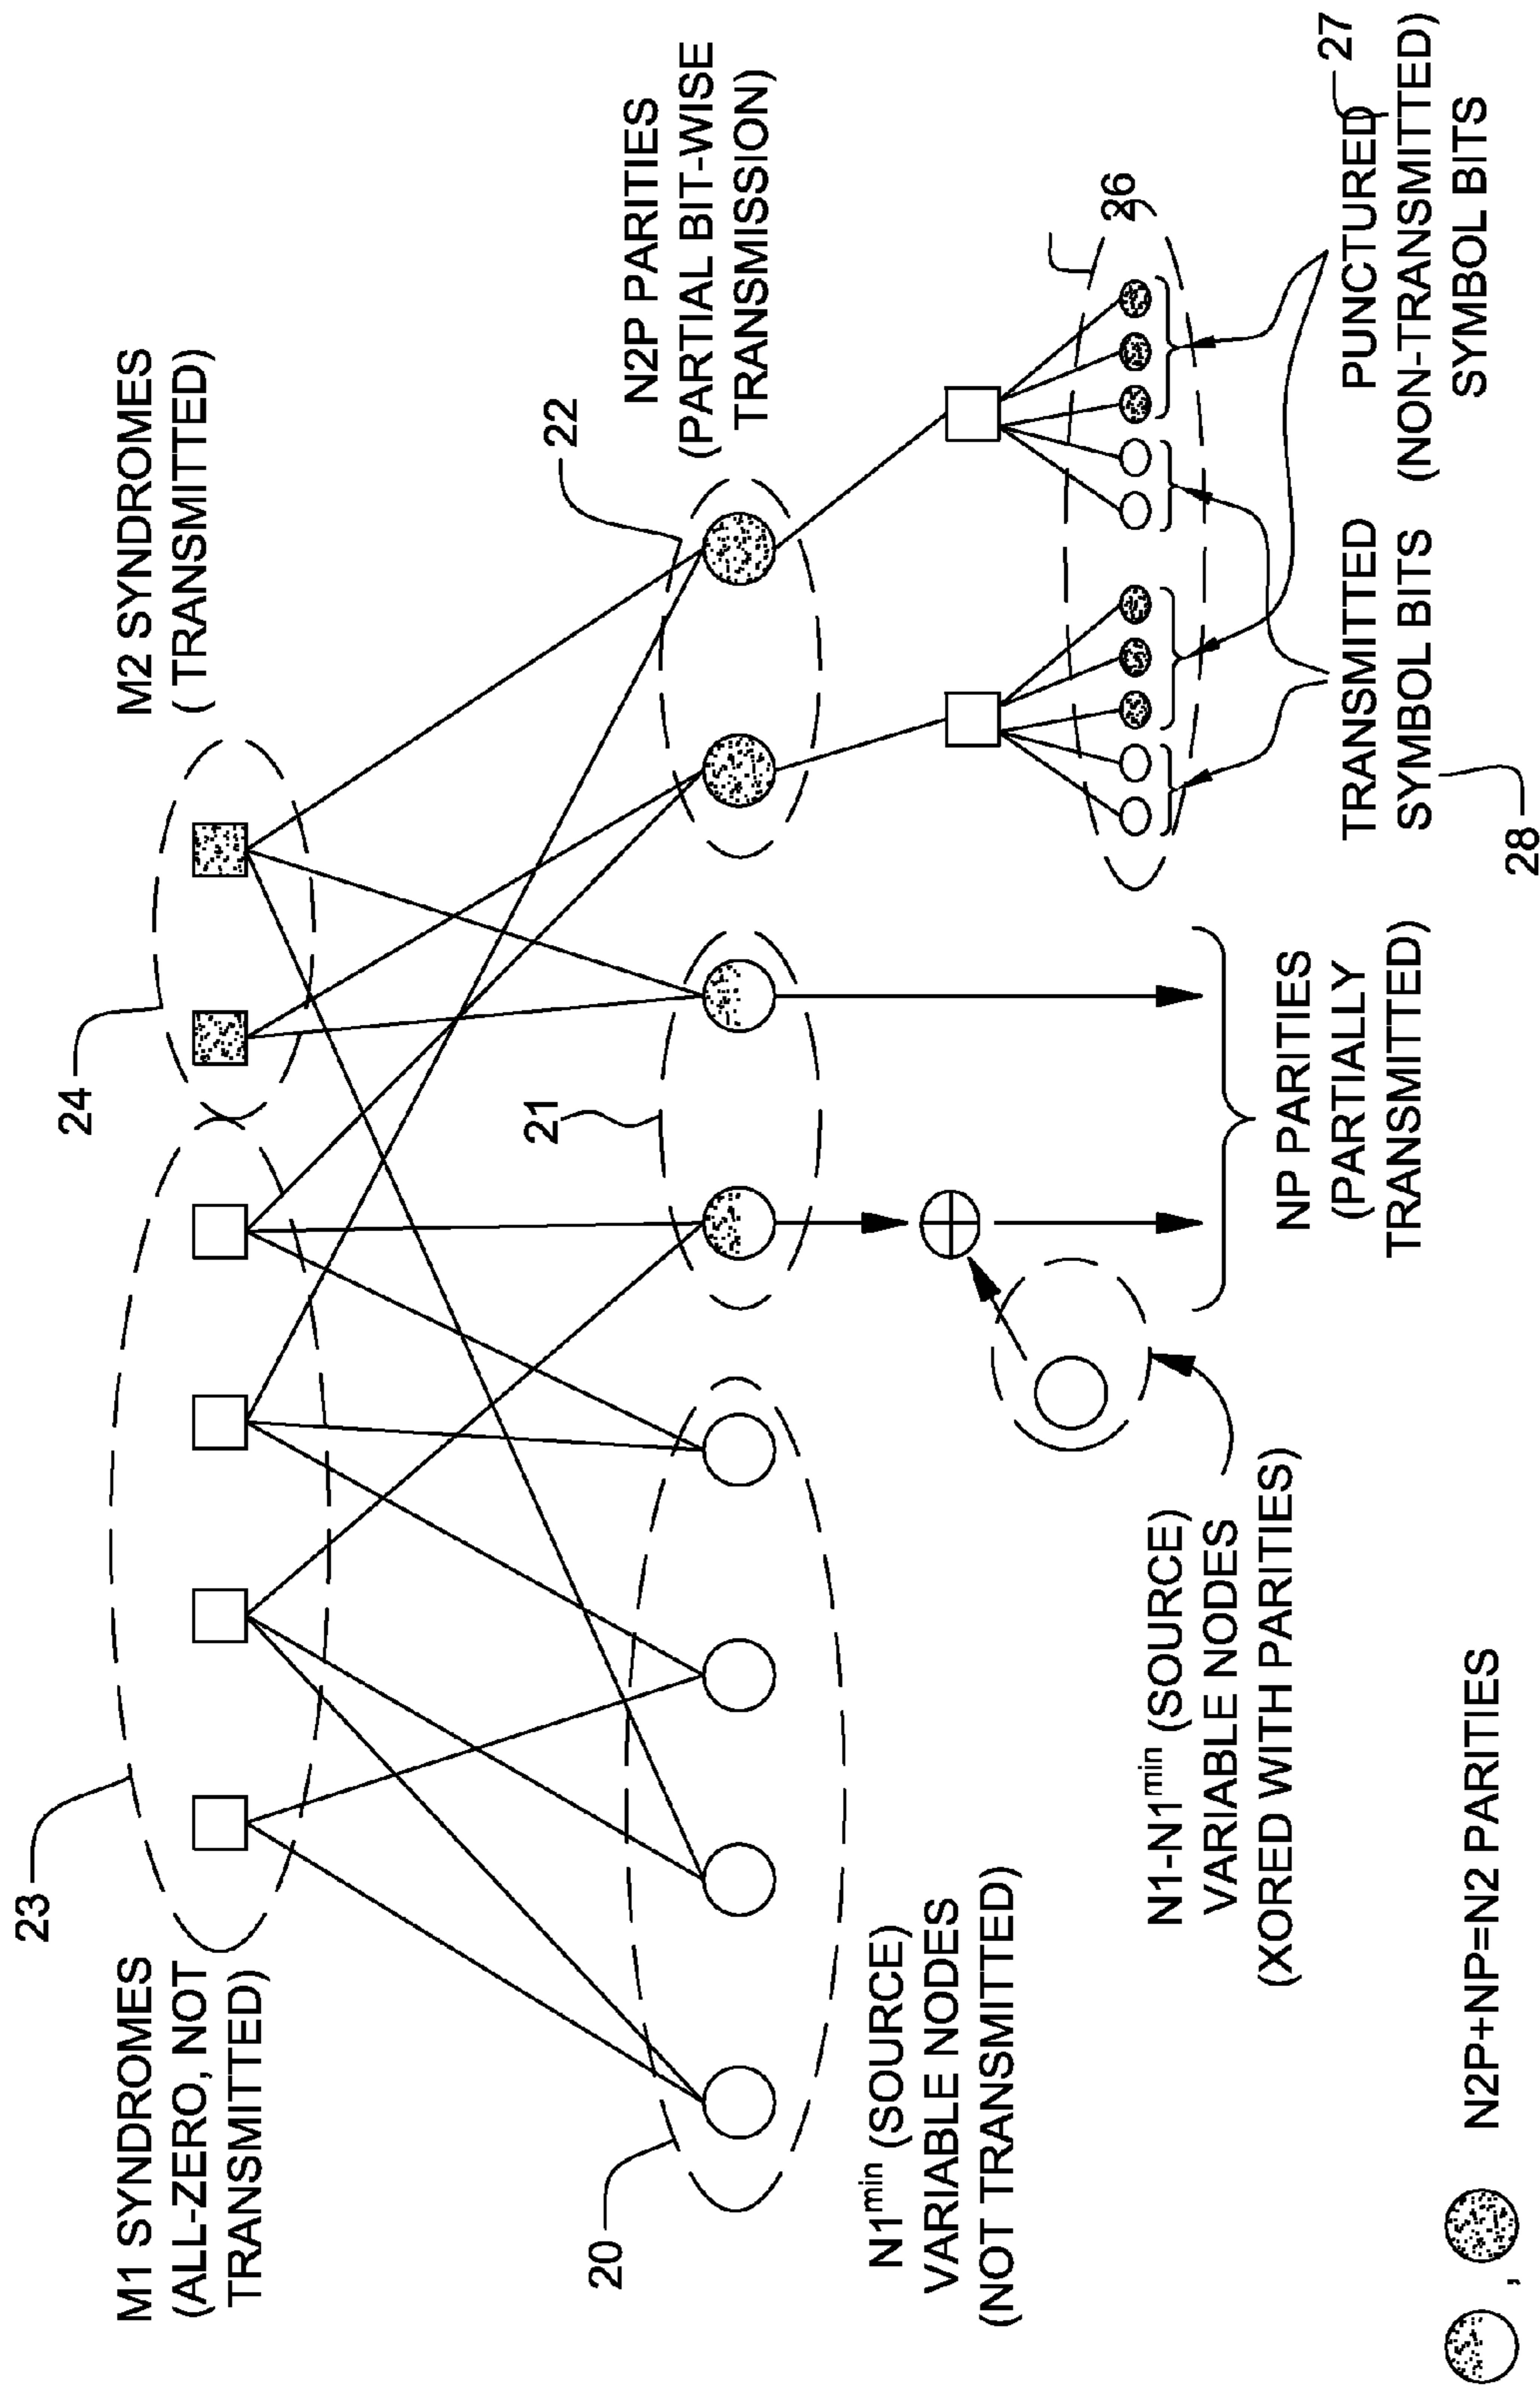 M1 SYNDROMES
(ALL-ZERO, NOT
TRANSMITTED)
23
M2 SYNDROMES
( TRANSMITTED)
24
20
21
22
N1min (SOURCE)
VARIABLE NODES
(NOT TRANSMITTED)
N1-N1min (SOURCE)
VARIABLE NODES
(XORED WITH PARITIES)
NP PARITIES
(PARTIALLY
TRANSMITTED)
N2P PARITIES
(PARTIAL BIT-WISE
TRANSMISSION)
26
TRANSMITTED
SYMBOL BITS
28
PUNCTURED
(NON-TRANSMITTED)
SYMBOL BITS
27
, N2P+NP=N2 PARITIES